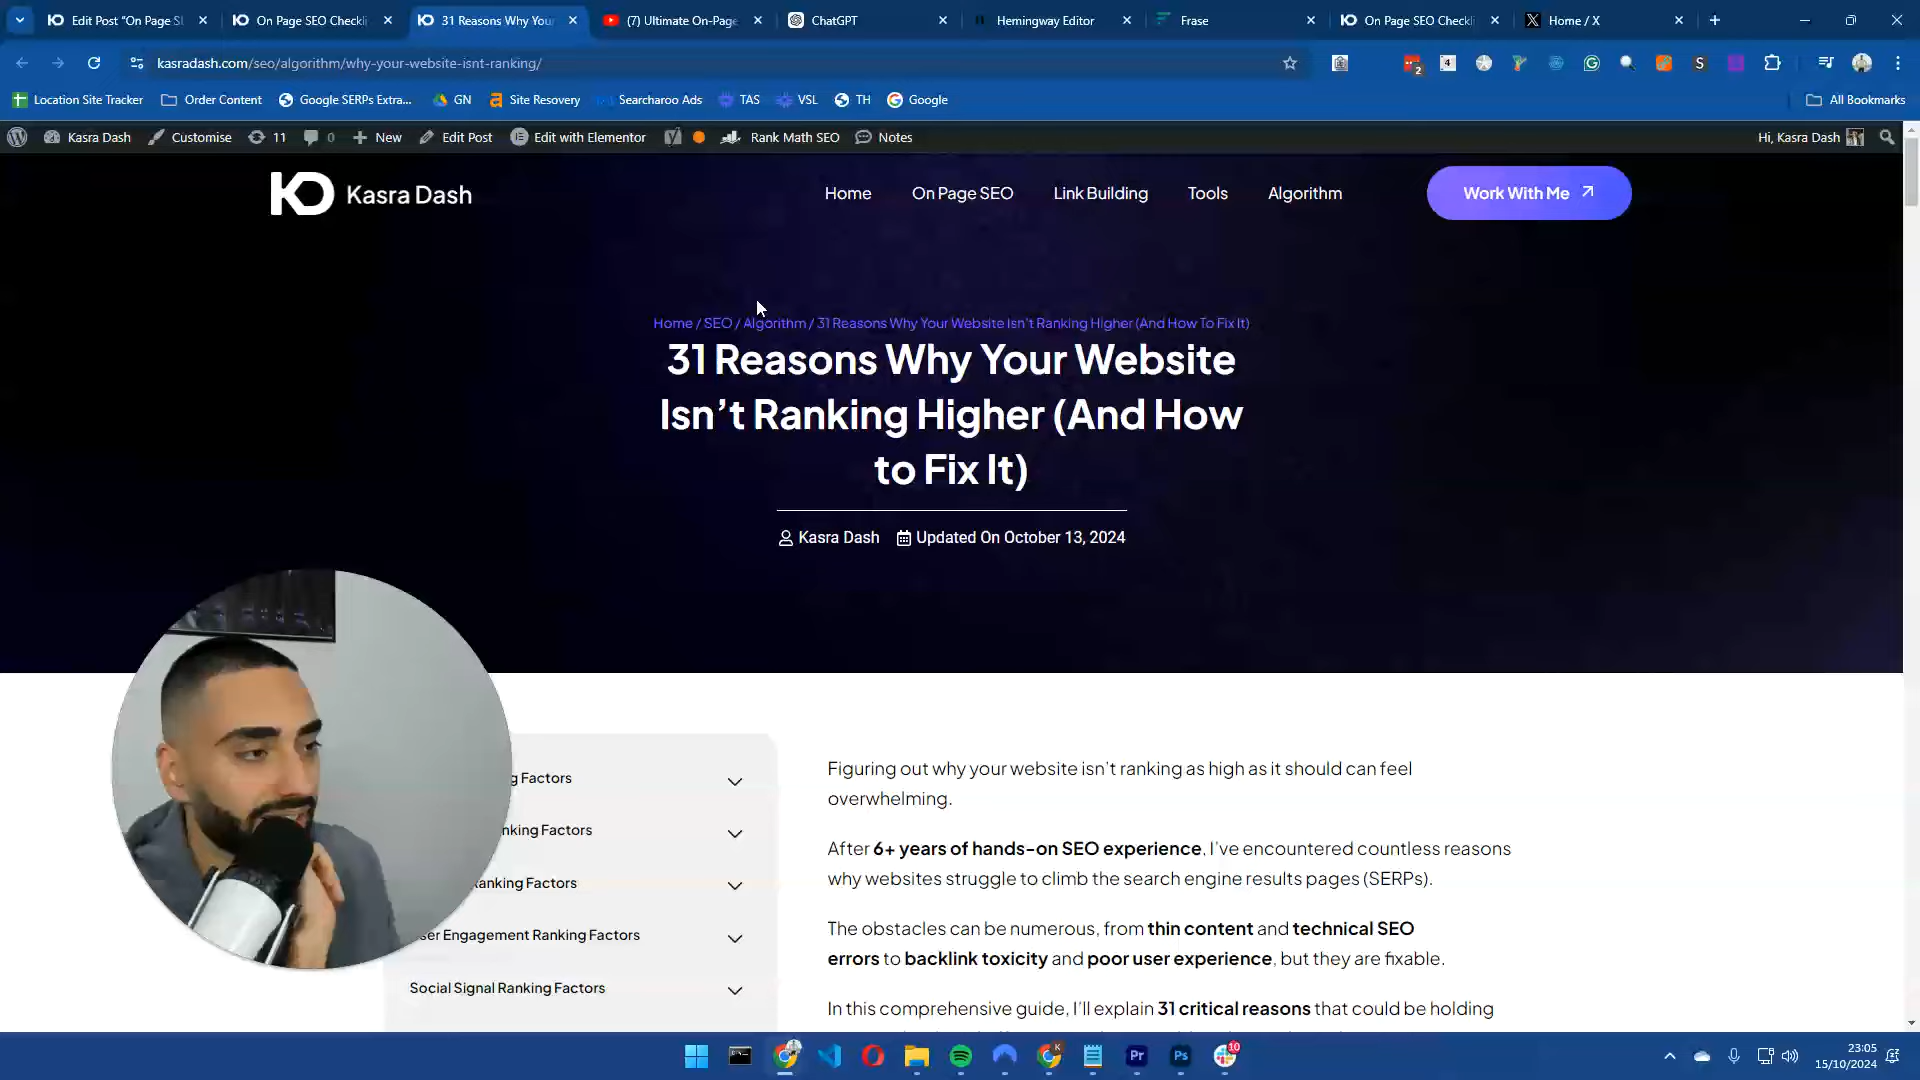 Edit Post "On Page S
On Page SEO Checkli
31 Reasons Why Your
(7) Ultimate On-Page
ChatGPT
Hemingway Editor
Frase
On Page SEO Checkli
Home / X
kasradash.com/seo/algorithm/why-your-website-isnt-ranking/
2
4
S
Location Site Tracker
Order Content
Google SERPs Extra...
GN
Site Recovery
Searcharoo Ads
TAS
VSL
TH
Google
All Bookmarks
Kasra Dash
Customise
11
0
New
Edit Post
Edit with Elementor
Rank Math SEO
Notes
Hi, Kasra Dash
KD Kasra Dash
Home
On Page SEO
Link Building
Tools
Algorithm
Work With Me
Home / SEO / Algorithm / 31 Reasons Why Your Website Isn't Ranking Higher (And How To Fix It)
31 Reasons Why Your Website
Isn't Ranking Higher (And How
to Fix It)
Kasra Dash
Updated On October 13, 2024
g Factors
nking Factors
anking Factors
ser Engagement Ranking Factors
Social Signal Ranking Factors
Figuring out why your website isn't ranking as high as it should can feel
overwhelming.
After 6+ years of hands-on SEO experience, I've encountered countless reasons
why websites struggle to climb the search engine results pages (SERPs).
The obstacles can be numerous, from thin content and technical SEO
errors to backlink toxicity and poor user experience, but they are fixable.
In this comprehensive guide, I'll explain 31 critical reasons that could be holding
K
Pr
Ps
10
23:05
15/10/2024